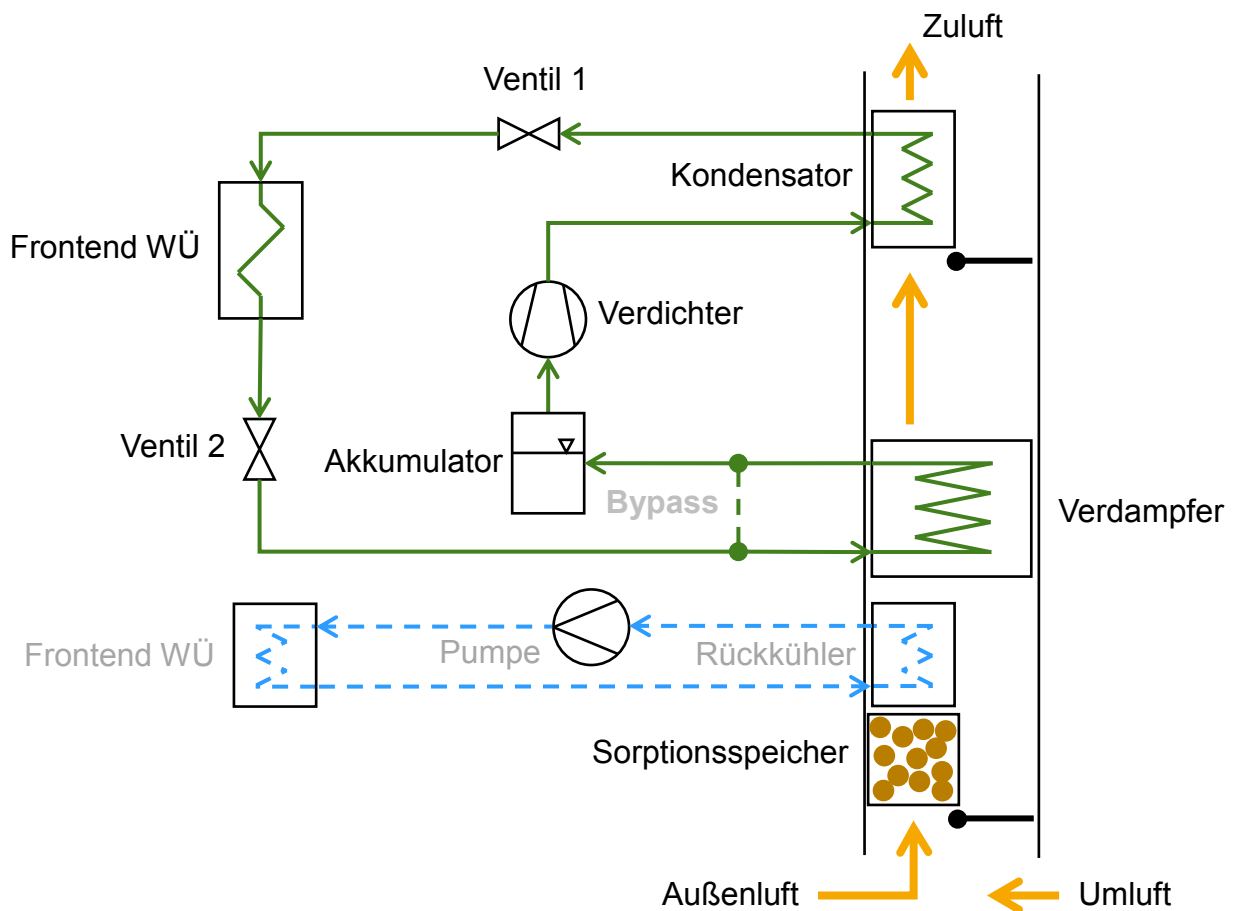 Zuluft
Ventil 1
Kondensator
Frontend WÜ
Verdichter
Ventil 2
Akkumulator
Bypass
Verdampfer
Frontend WÜ
Pumpe
Rückkühler
Sorptionsspeicher
Außenluft
Umluft